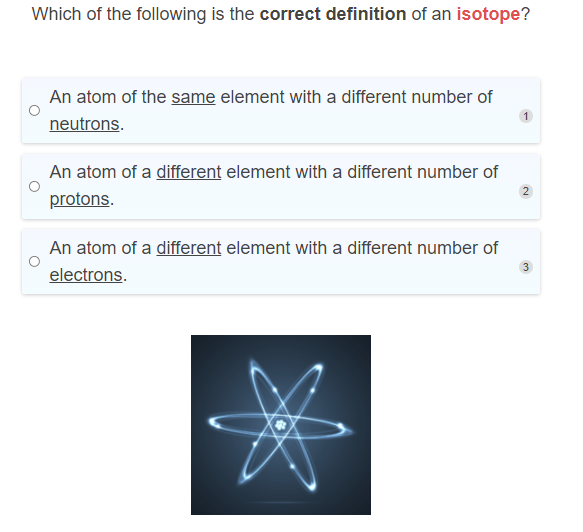 Which of the following is the correct definition of an isotope?
An atom of the same element with a different number of
neutrons.
1
An atom of a different element with a different number of
protons.
2
An atom of a different element with a different number of
electrons.
3